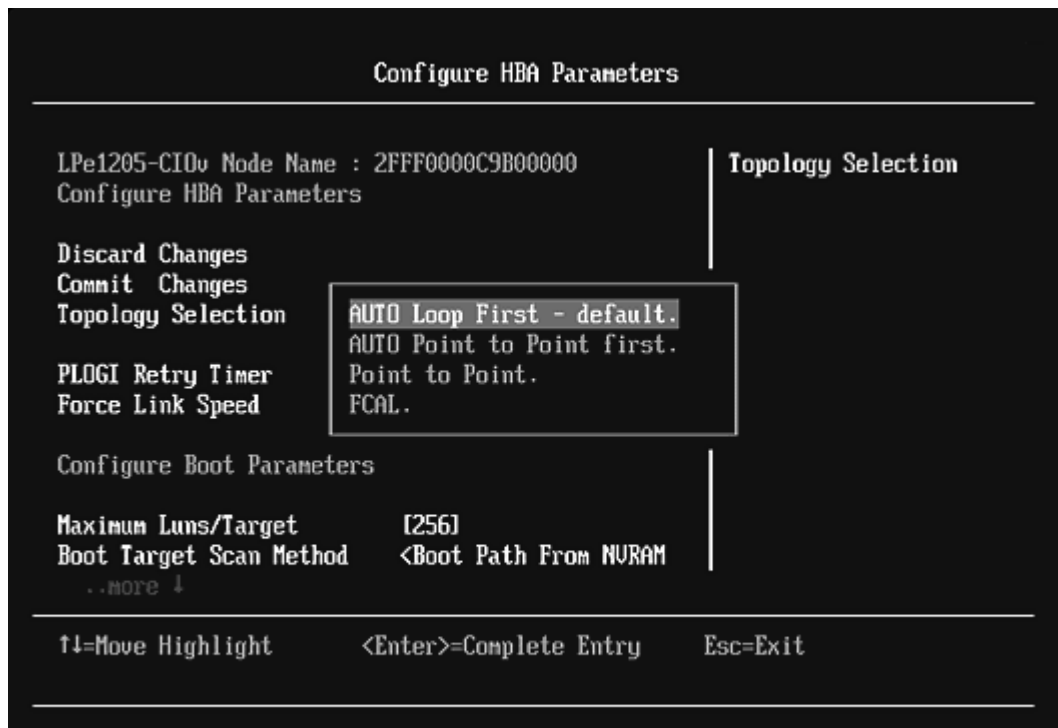 Configure HBA Parameters
LPe1205-CIOv Node Name : 2FFF0000C9B00000
Configure HBA Parameters
Topology Selection
Discard Changes
Commit Changes
Topology Selection
AUTO Loop First - default.
AUTO Point to Point first.
Point to Point.
FCAL.
PLOGI Retry Timer
Force Link Speed
Configure Boot Parameters
Maximum Luns/Target [256]
Boot Target Scan Method <Boot Path From NVRAM
..more ↓
↑↓=Move Highlight <Enter>=Complete Entry Esc=Exit